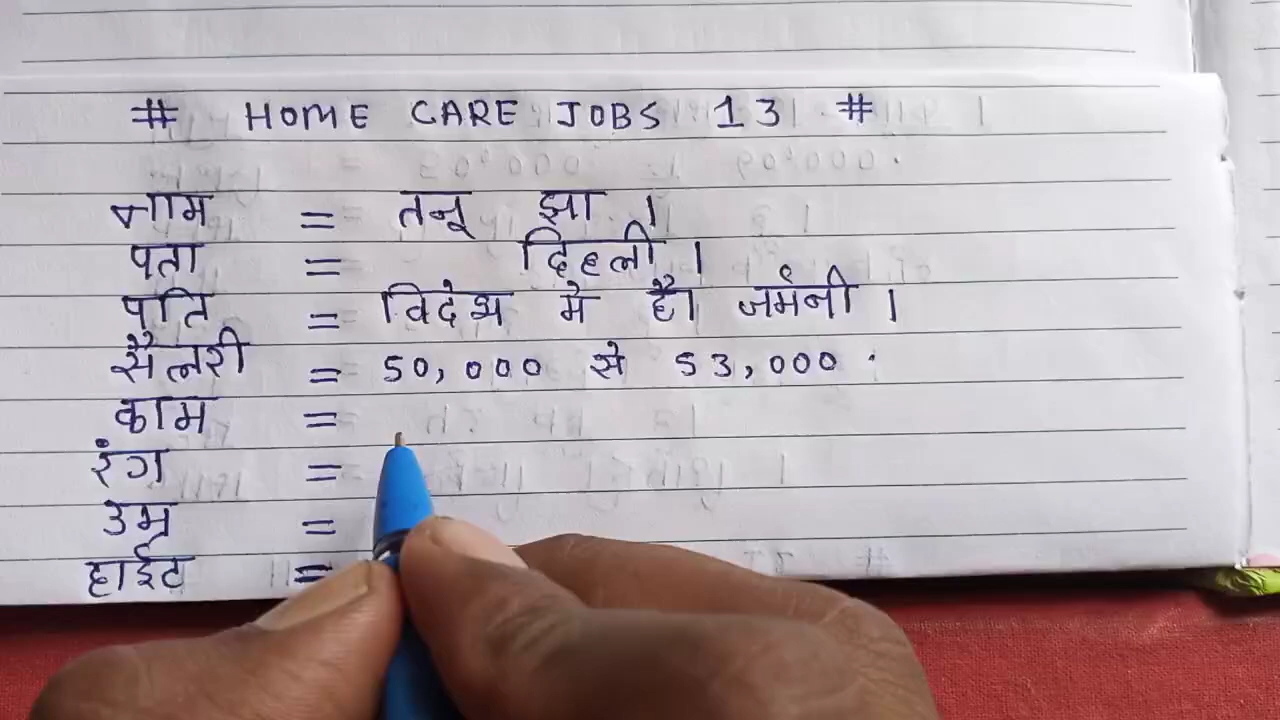 # HOME CARE JOBS 13 #
नाम = तनू झा ।
पता = दिल्ली ।
पति = विदेश मे है। जर्मनी ।
सैलरी = 50,000 से 53,000 .
काम =
रंग =
उम्र =
हाईट =